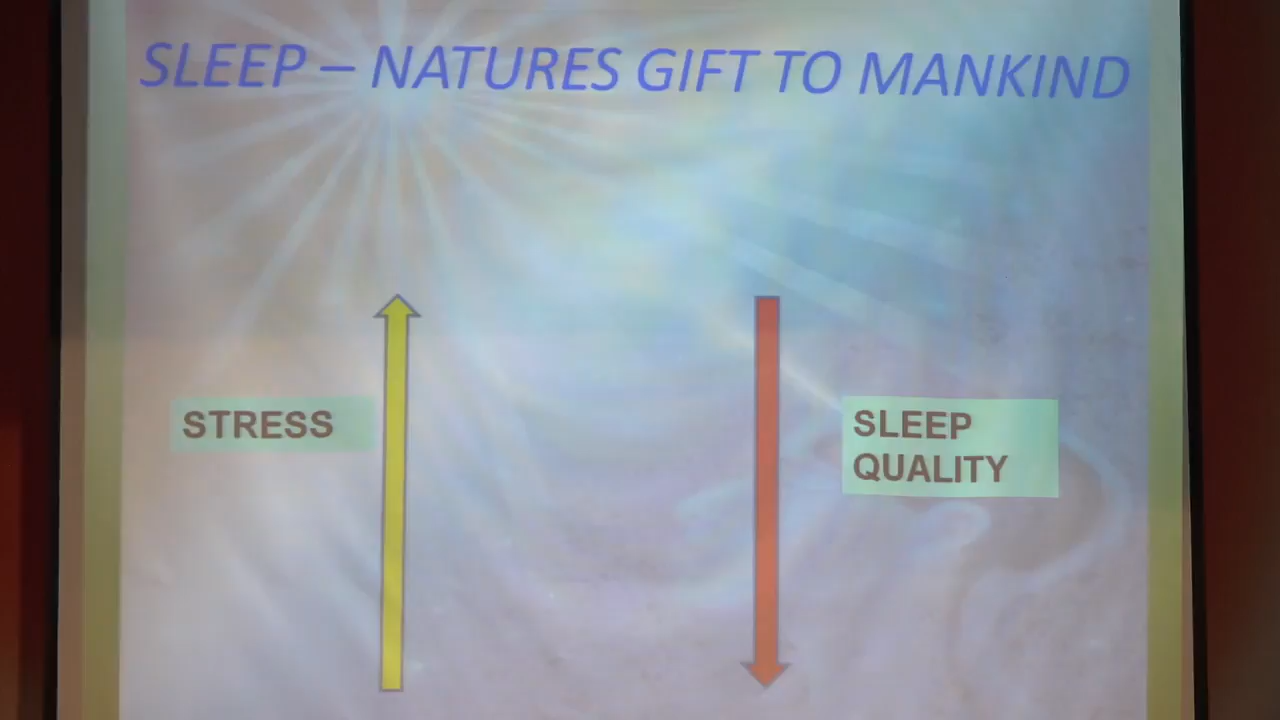 SLEEP – NATURES GIFT TO MANKIND
STRESS
SLEEP
QUALITY